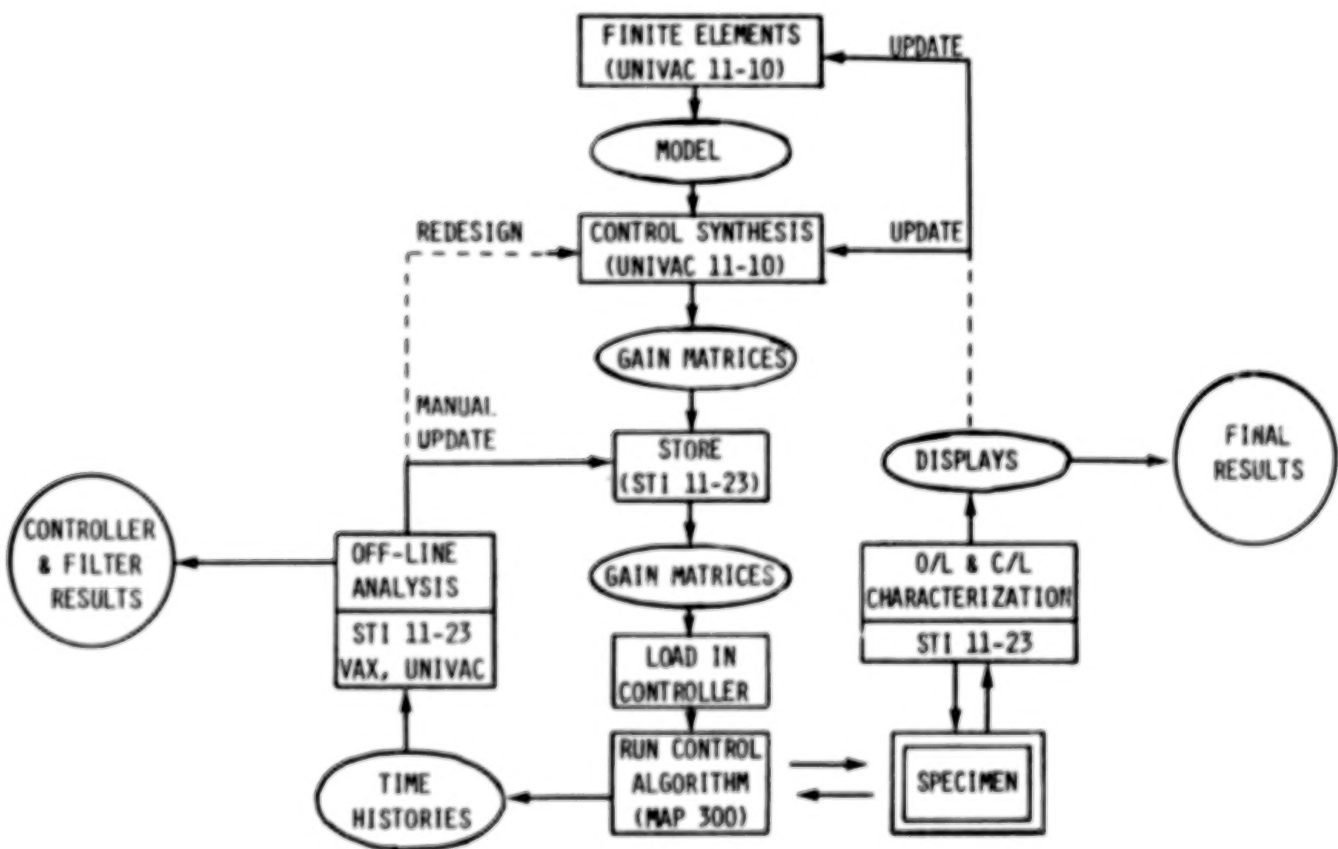 FINITE ELEMENTS
(UNIVAC 11-10)
UPDATE
MODEL
REDESIGN
CONTROL SYNTHESIS
(UNIVAC 11-10)
UPDATE
GAIN MATRICES
MANUAL
UPDATE
STORE
(STI 11-23)
DISPLAYS
FINAL
RESULTS
CONTROLLER
& FILTER
RESULTS
OFF-LINE
ANALYSIS
STI 11-23
VAX, UNIVAC
GAIN MATRICES
O/L & C/L
CHARACTERIZATION
STI 11-23
LOAD IN
CONTROLLER
TIME
HISTORIES
RUN CONTROL
ALGORITHM
(MAP 300)
SPECIMEN